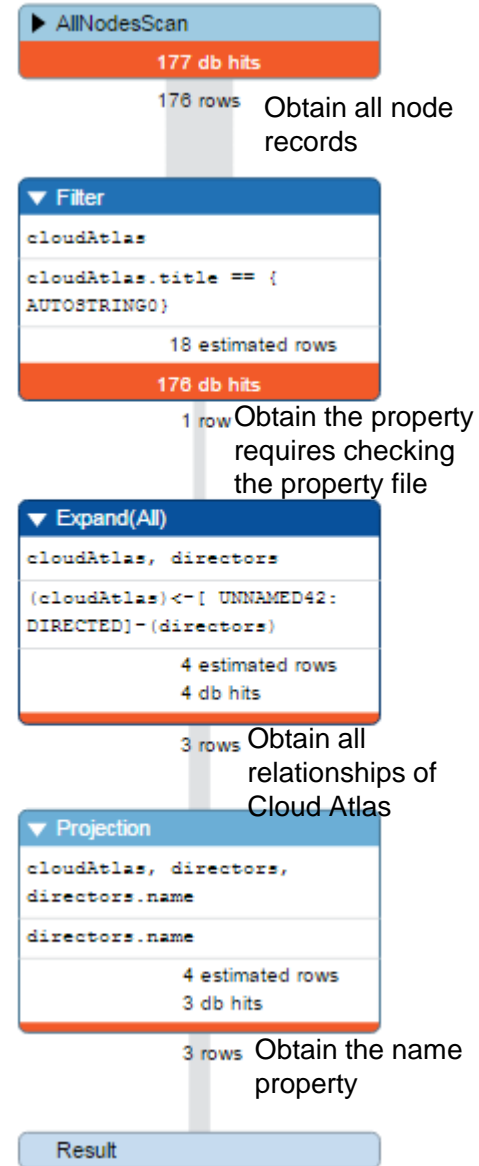 AllNodesScan
177 db hits
176 rows
Obtain all node
records
Filter
cloudAtlas
cloudAtlas.title == {
AUTOSTRING0}
18 estimated rows
176 db hits
1 row
Obtain the property
requires checking
the property file
Expand(All)
cloudAtlas, directors
(cloudAtlas)<-[ UNNAMED42:
DIRECTED]-(directors)
4 estimated rows
4 db hits
3 rows
Obtain all
relationships of
Cloud Atlas
Projection
cloudAtlas, directors,
directors.name
directors.name
4 estimated rows
3 db hits
3 rows
Obtain the name
property
Result